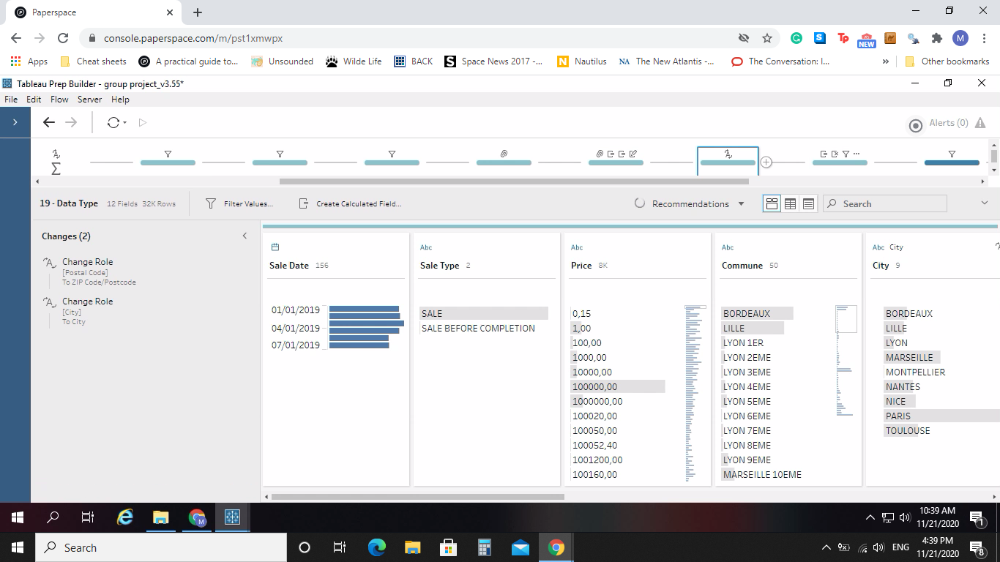 Paperspace
console.paperspace.com/m/pst1xmwpx
NEW
M
Apps
Cheat sheets
A practical guide to...
Unsounded
Wilde Life
BACK
Space News 2017 -...
Nautilus
NA The New Atlantis -...
The Conversation: I...
»
Other bookmarks
Tableau Prep Builder - group project_v3.55*
File Edit Flow Server Help
Alerts (0)
19 - Data Type 12 Fields 32K Rows
Filter Values...
Create Calculated Field...
Recommendations
Search
Changes (2)
Change Role
[Postal Code]
To ZIP Code/Postcode
Change Role
[City]
To City
Sale Date 156
01/01/2019
04/01/2019
07/01/2019
Abc
Sale Type 2
SALE
SALE BEFORE COMPLETION
Abc
Price 8K
0,15
1,00
100,00
1000,00
10000,00
100000,00
1000000,00
100020,00
100050,00
100052,40
1001200,00
100160,00
Abc
Commune 50
BORDEAUX
LILLE
LYON 1ER
LYON 2EME
LYON 3EME
LYON 4EME
LYON 5EME
LYON 6EME
LYON 7EME
LYON 8EME
LYON 9EME
MARSEILLE 10EME
Abc City
City 9
BORDEAUX
LILLE
LYON
MARSEILLE
MONTPELLIER
NANTES
NICE
PARIS
TOULOUSE
10:39 AM
11/21/2020
1
Search
ENG
4:39 PM
11/21/2020
8